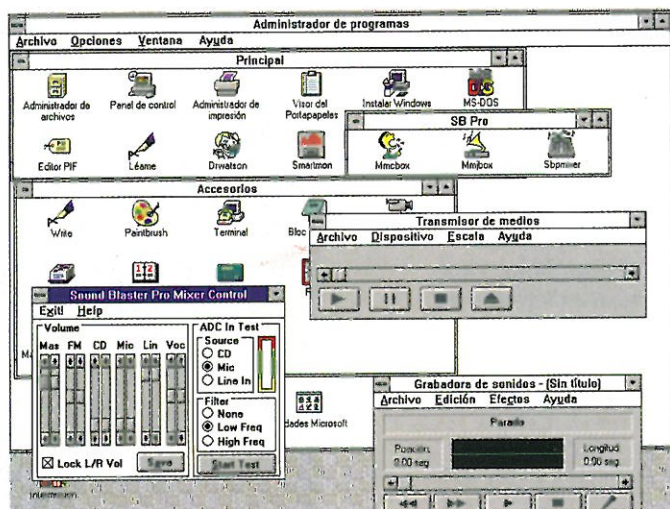 Administrador de programas
Archivo Opciones Ventana Ayuda
Principal
Administrador de archivos
Panel de control
Administrador de impresión
Visor del Portapapeles
Instalar Windows
MS-DOS
Editor PIF
Léame
Drwatson
Smartmon
SB Pro
Mmcbox
Mmjbox
Sbpmixer
Accesorios
Write
Paintbrush
Terminal
Bloc
Transmisor de medios
Archivo Dispositivo Escala Ayuda
Sound Blaster Pro Mixer Control
Exit! Help
Volume
Mas FM CD Mic Lin Voc
Lock L/R Vol
Save
ADC In Test
Source
CD
Mic
Line In
Filter
None
Low Freq
High Freq
Start Test
dades Microsoft
Grabadora de sonidos - (Sin título)
Archivo Edición Efectos Ayuda
Parado
Posición:
0.00 seg
Longitud:
0.00 seg